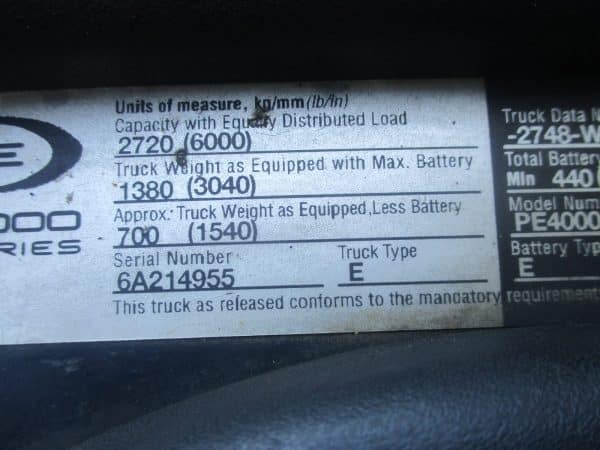 Units of measure, kg/mm (lb/in)
Capacity with Equally Distributed Load
2720 (6000)
Truck Weight as Equipped with Max. Battery
1380 (3040)
Approx. Truck Weight as Equipped, Less Battery
700 (1540)
Serial Number
6A214955
Truck Type
E
This truck as released conforms to the mandatory requirement
E
000
RIES
Truck Data N
-2748-W
Total Battery
Min 440 (
Model Num
PE4000
Battery Typ
E